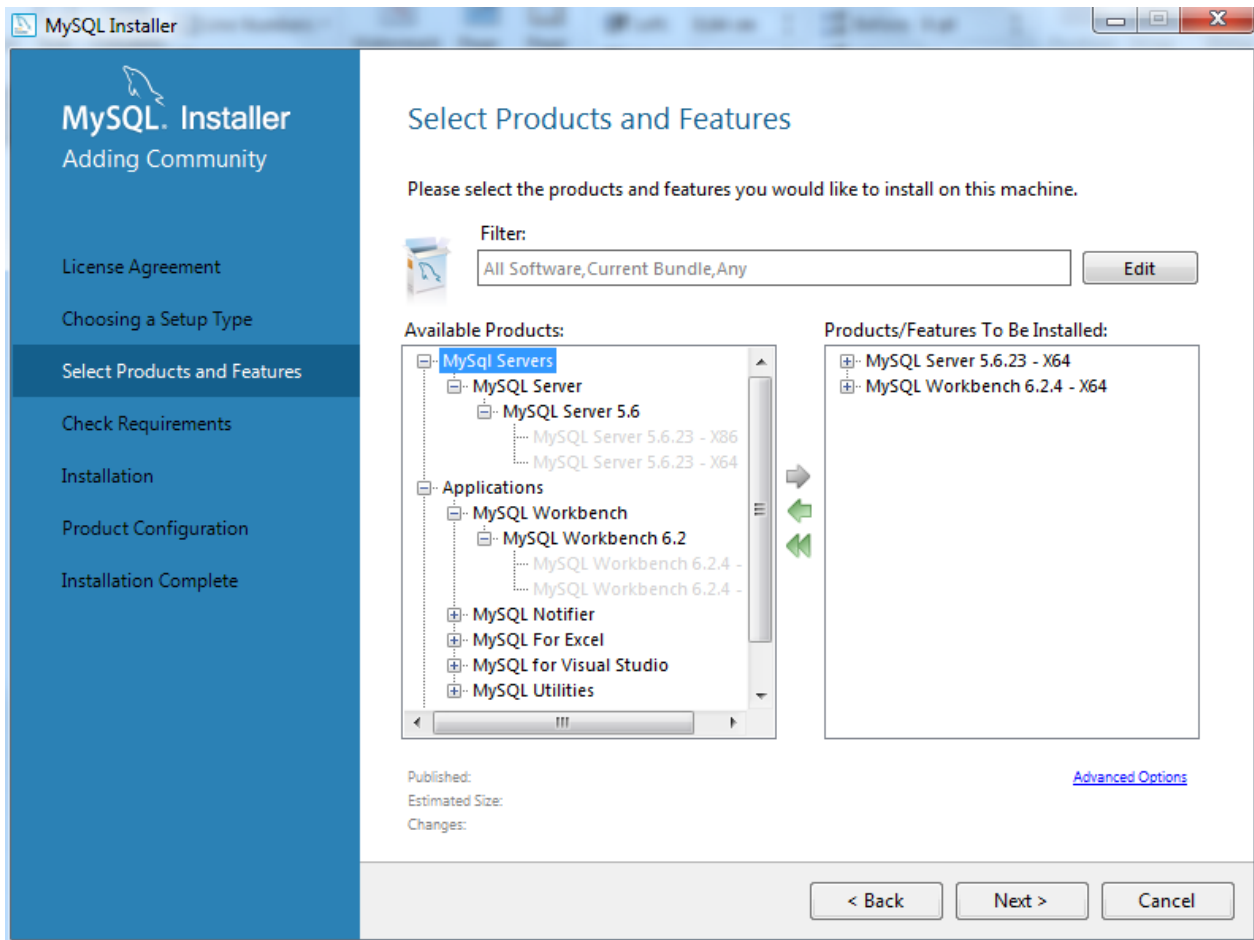 MySQL Installer
MySQL. Installer
Adding Community
License Agreement
Choosing a Setup Type
Select Products and Features
Check Requirements
Installation
Product Configuration
Installation Complete
Select Products and Features
Please select the products and features you would like to install on this machine.
Filter:
All Software,Current Bundle,Any
Edit
Available Products:
MySql Servers
MySQL Server
MySQL Server 5.6
MySQL Server 5.6.23 - X86
MySQL Server 5.6.23 - X64
Applications
MySQL Workbench
MySQL Workbench 6.2
MySQL Workbench 6.2.4 -
MySQL Workbench 6.2.4 -
MySQL Notifier
MySQL For Excel
MySQL for Visual Studio
MySQL Utilities
Products/Features To Be Installed:
MySQL Server 5.6.23 - X64
MySQL Workbench 6.2.4 - X64
Published:
Estimated Size:
Changes:
Advanced Options
< Back
Next >
Cancel